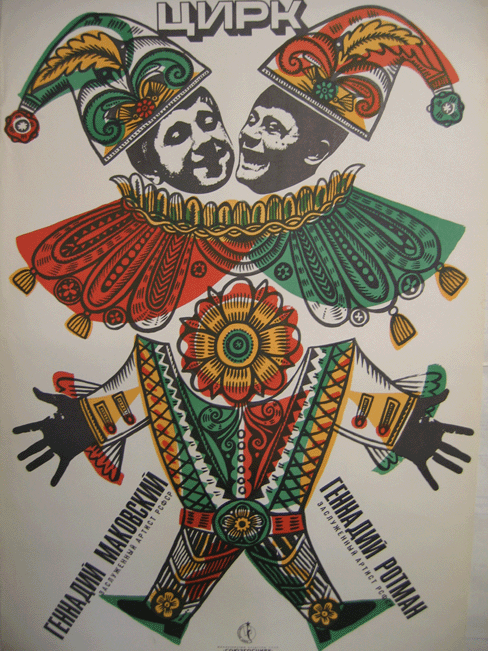 ЦИРК
ГЕННАДИЙ МАКОВСКИЙ
ЗАСЛУЖЕННЫЙ АРТИСТ РСФСР
ГЕННАДИЙ РОТМАН
ЗАСЛУЖЕННЫЙ АРТИСТ РСФСР